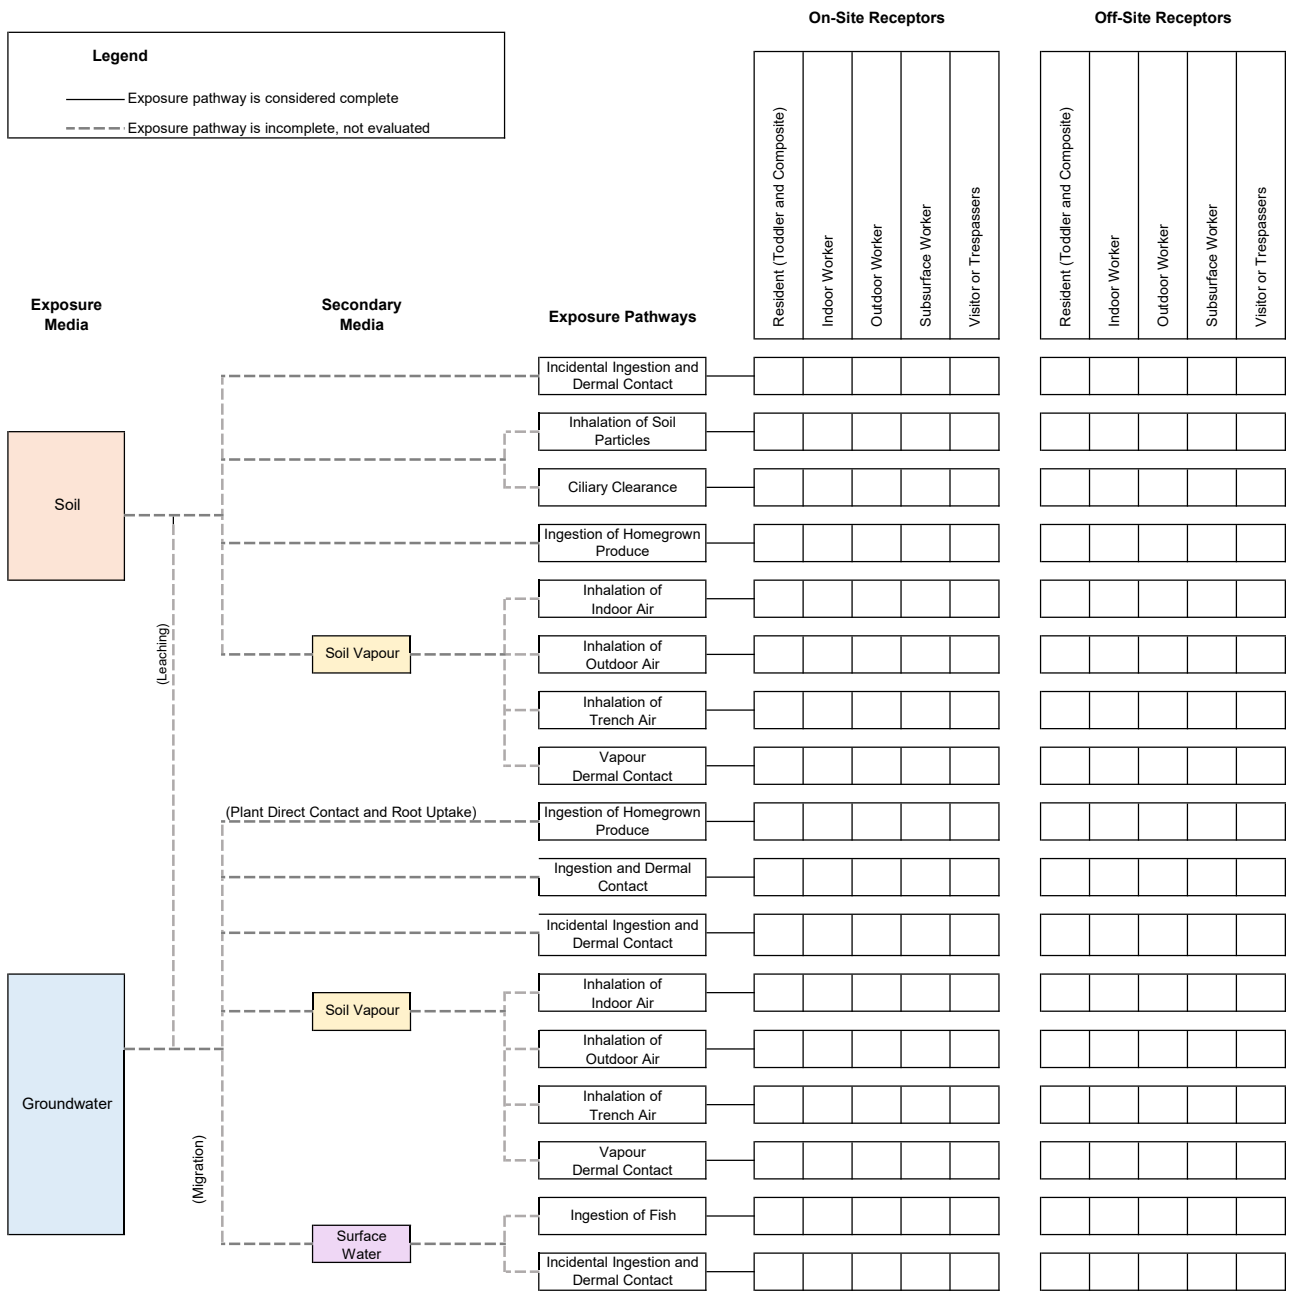 On-Site Receptors
Off-Site Receptors
Legend
Exposure pathway is considered complete
Exposure pathway is incomplete, not evaluated
Resident (Toddler and Composite)
Indoor Worker
Outdoor Worker
Subsurface Worker
Visitor or Trespassers
Resident (Toddler and Composite)
Indoor Worker
Outdoor Worker
Subsurface Worker
Visitor or Trespassers
Exposure
Media
Secondary
Media
Exposure Pathways
Incidental Ingestion and
Dermal Contact
Inhalation of Soil
Particles
Ciliary Clearance
Soil
Ingestion of Homegrown
Produce
Inhalation of
Indoor Air
(Leaching)
Soil Vapour
Inhalation of
Outdoor Air
Inhalation of
Trench Air
Vapour
Dermal Contact
(Plant Direct Contact and Root Uptake)
Ingestion of Homegrown
Produce
Ingestion and Dermal
Contact
Incidental Ingestion and
Dermal Contact
Soil Vapour
Inhalation of
Indoor Air
Inhalation of
Outdoor Air
Groundwater
Inhalation of
Trench Air
(Migration)
Vapour
Dermal Contact
Ingestion of Fish
Surface
Water
Incidental Ingestion and
Dermal Contact